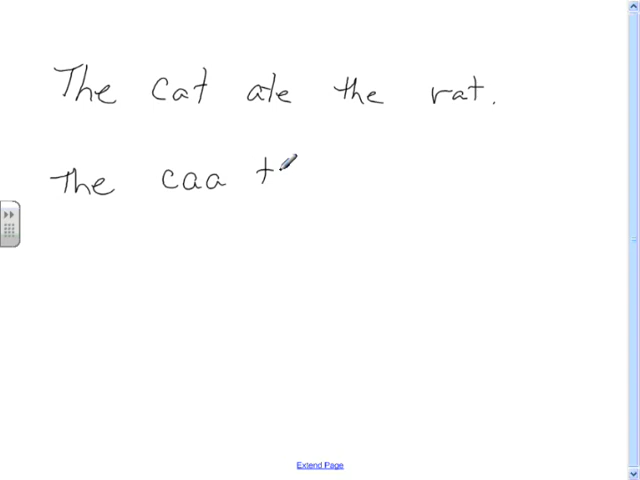 The cat ate the rat.
The caa t
Extend Page